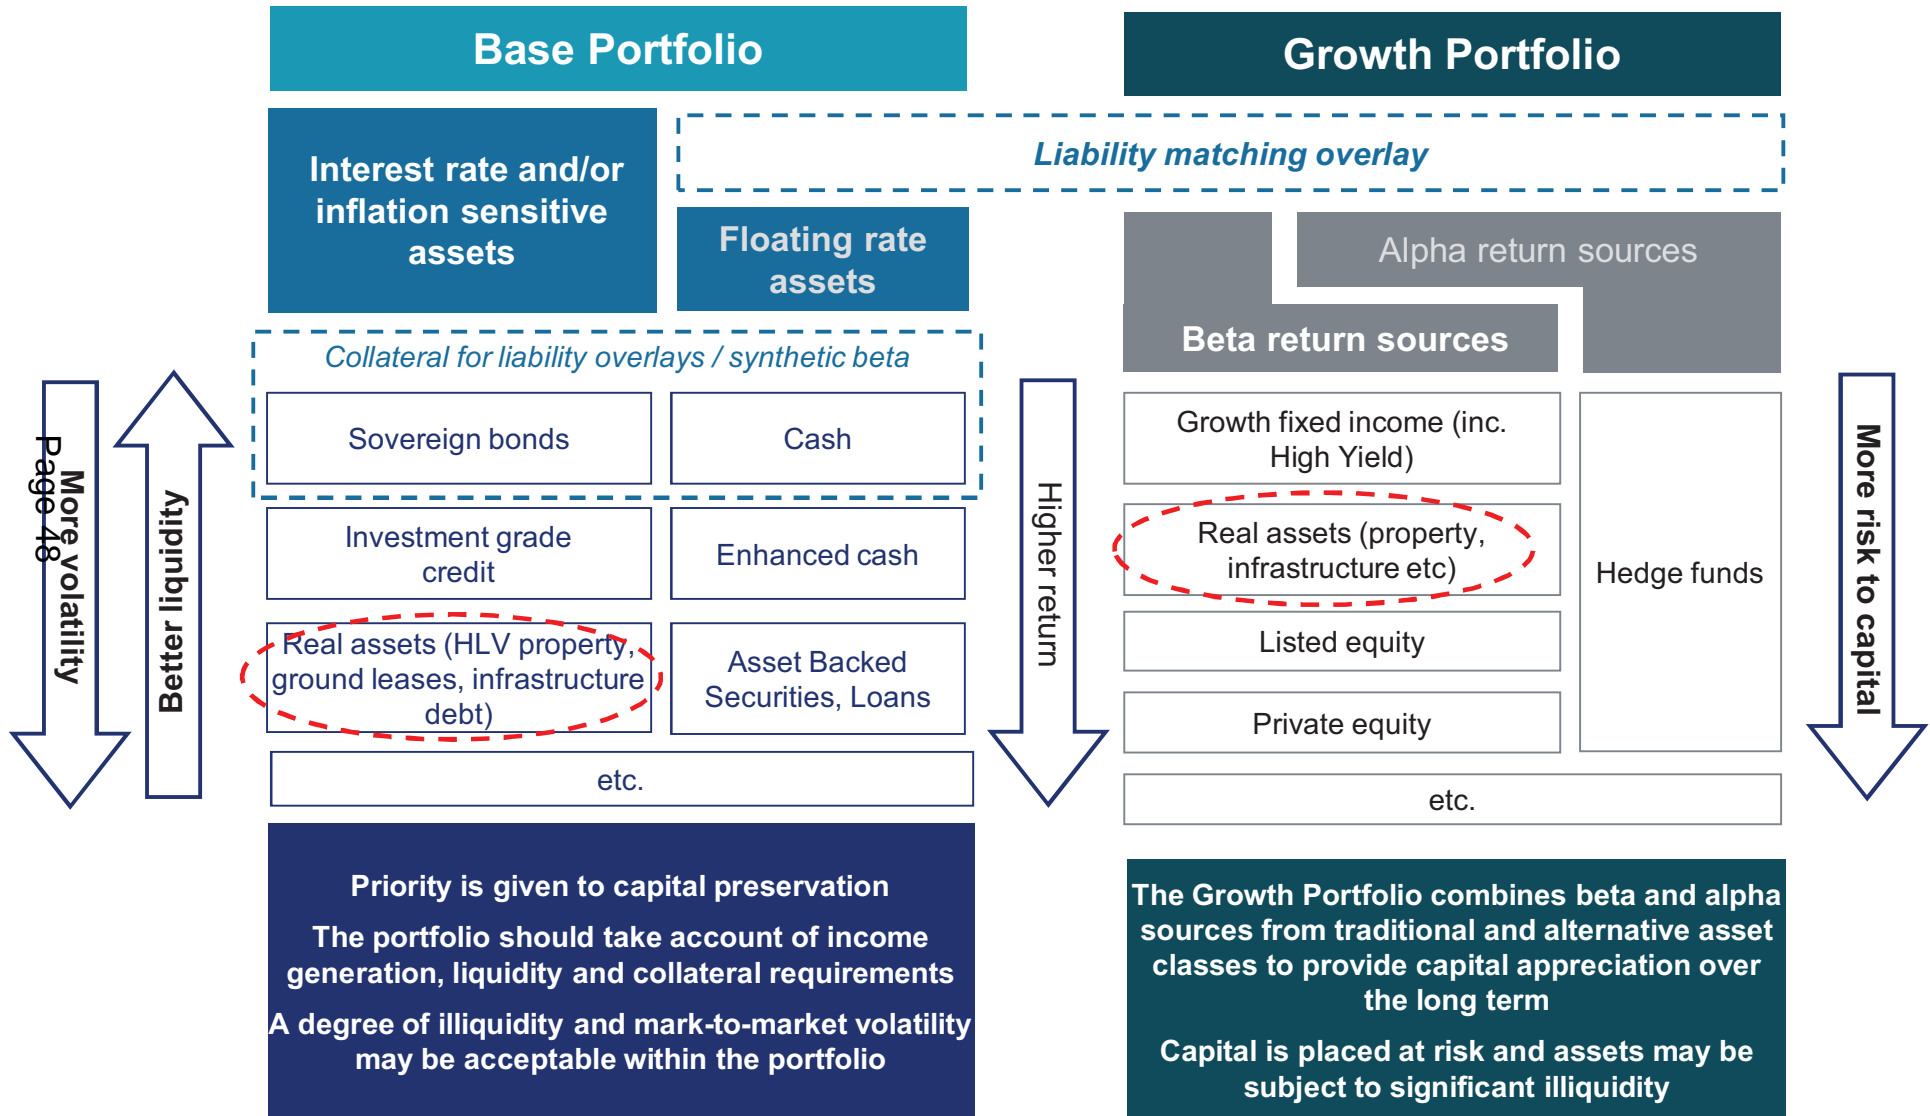 Base Portfolio
Growth Portfolio
Interest rate and/or
inflation sensitive
assets
Liability matching overlay
Floating rate
assets
Alpha return sources
Beta return sources
Collateral for liability overlays / synthetic beta
Sovereign bonds
Cash
Investment grade
credit
Enhanced cash
Real assets (HLV property,
ground leases, infrastructure
debt)
Asset Backed
Securities, Loans
etc.
Growth fixed income (inc.
High Yield)
Real assets (property,
infrastructure etc)
Listed equity
Private equity
Hedge funds
etc.
More volatility
Page 48
Better liquidity
Higher return
More risk to capital
Priority is given to capital preservation
The portfolio should take account of income
generation, liquidity and collateral requirements
A degree of illiquidity and mark-to-market volatility
may be acceptable within the portfolio
The Growth Portfolio combines beta and alpha
sources from traditional and alternative asset
classes to provide capital appreciation over
the long term
Capital is placed at risk and assets may be
subject to significant illiquidity